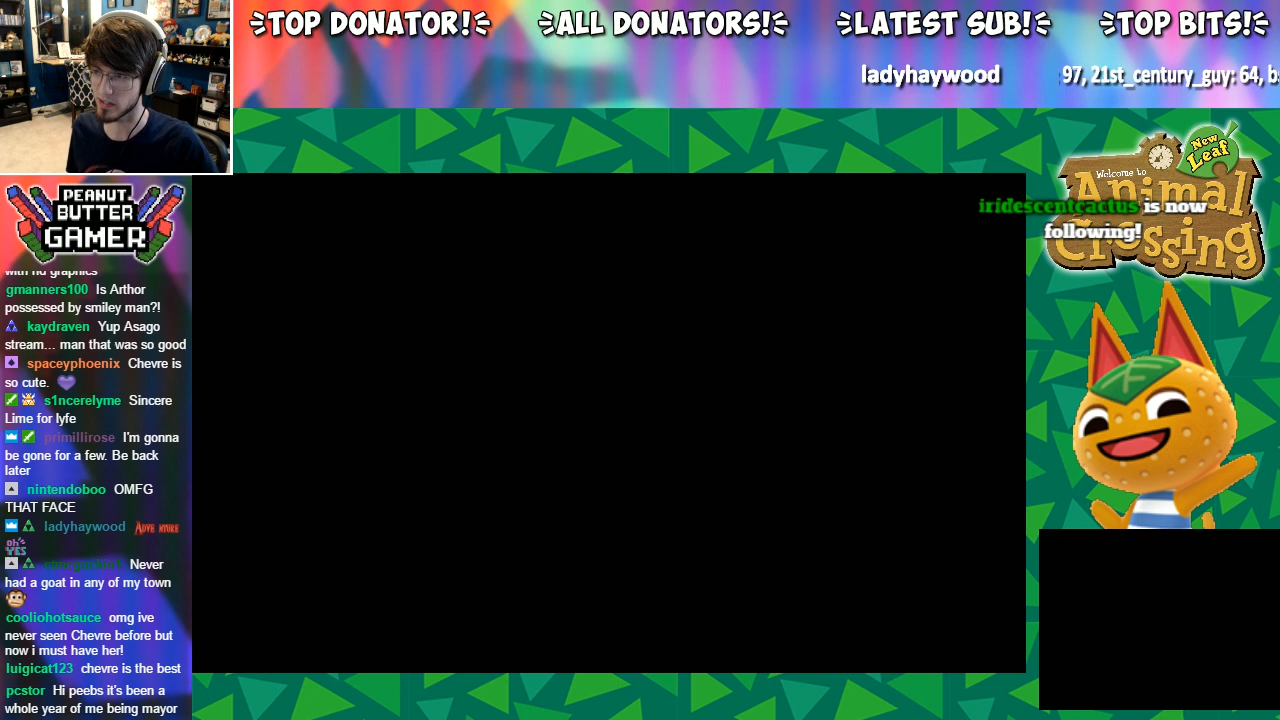 TOP DONATOR!
ALL DONATORS!
LATEST SUB!
TOP BITS!
ladyhaywood
97, 21st_century_guy: 64, b
PEANUT
BUTTER
GAMER
Welcome to
New
Leaf
Animal
Crossing
iridescentcactus is now
following!
with hd graphics
gmanners100 Is Arthor
possessed by smiley man?!
kaydraven Yup Asago
stream... man that was so good
spaceyphoenix Chevre is
so cute.
s1ncerelyme Sincere
Lime for lyfe
primillirose I'm gonna
be gone for a few. Be back
later
nintendoboo OMFG
THAT FACE
ladyhaywood
oh's
YES
Never
had a goat in any of my town
cooliohotsauce omg ive
never seen Chevre before but
now i must have her!
luigicat123 chevre is the best
pcstor Hi peebs it's been a
whole year of me being mayor